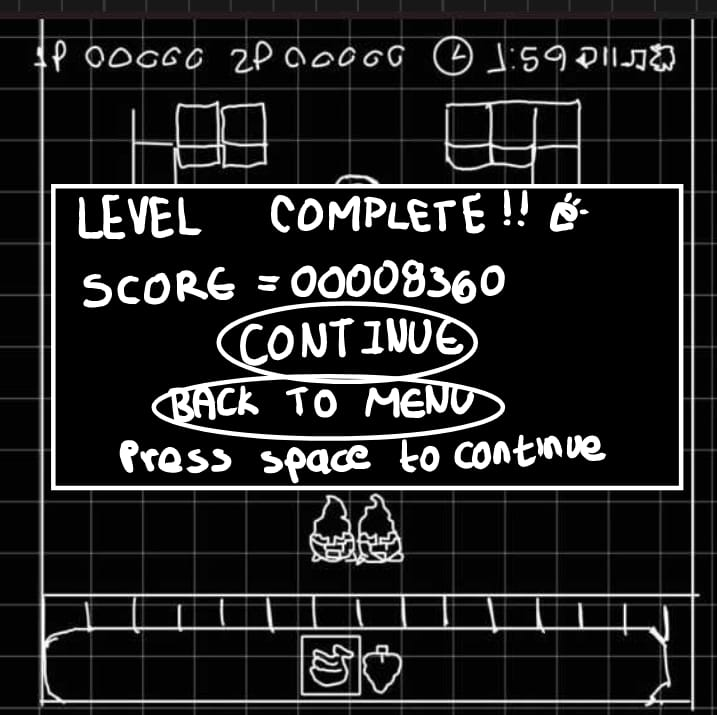 1P 00000 2P 00000 1:59
LEVEL COMPLETE!!
SCORE = 00008360
CONTINUE
BACK TO MENU
Press space to continue